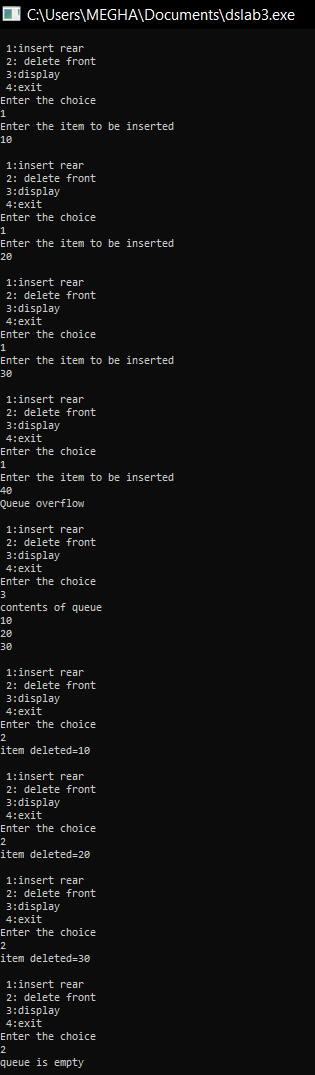 C:\Users\MEGHA\Documents\dslab3.exe
1:insert rear
2: delete front
3:display
4:exit
Enter the choice
1
Enter the item to be inserted
10
1:insert rear
2: delete front
3:display
4:exit
Enter the choice
1
Enter the item to be inserted
20
1:insert rear
2: delete front
3:display
4:exit
Enter the choice
1
Enter the item to be inserted
30
1:insert rear
2: delete front
3:display
4:exit
Enter the choice
1
Enter the item to be inserted
40
Queue overflow
1:insert rear
2: delete front
3:display
4:exit
Enter the choice
3
contents of queue
10
20
30
1:insert rear
2: delete front
3:display
4:exit
Enter the choice
2
item deleted=10
1:insert rear
2: delete front
3:display
4:exit
Enter the choice
2
item deleted=20
1:insert rear
2: delete front
3:display
4:exit
Enter the choice
2
item deleted=30
1:insert rear
2: delete front
3:display
4:exit
Enter the choice
2
queue is empty